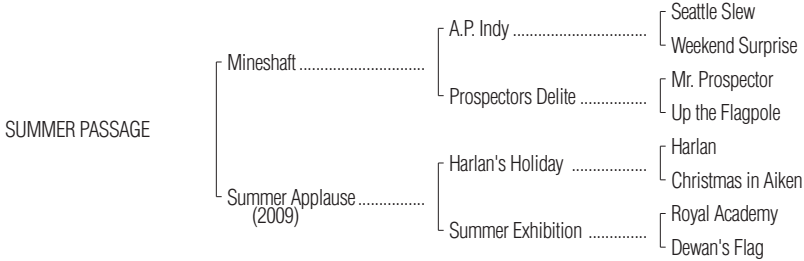 Seattle Slew
A.P. Indy ................................
Weekend Surprise
Mineshaft ..............................
Mr. Prospector
Prospectors Delite ................
Up the Flagpole
SUMMER PASSAGE
Harlan
Harlan's Holiday ..................
Christmas in Aiken
Summer Applause ................
(2009)
Royal Academy
Summer Exhibition ..............
Dewan's Flag